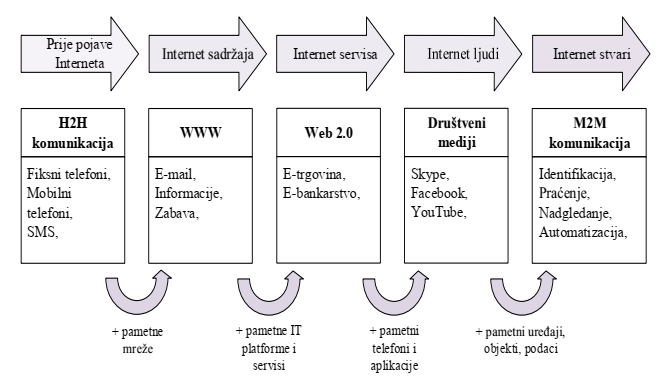 Prije pojave
Interneta
Internet sadržaja
Internet servisa
Internet ljudi
Internet stvari
H2H
komunikacija
Fiksni telefoni,
Mobilni
telefoni,
SMS,
WWW
E-mail,
Informacije,
Zabava,
Web 2.0
E-trgovina,
E-bankarstvo,
Društveni
mediji
Skype,
Facebook,
YouTube,
M2M
komunikacija
Identifikacija,
Praćenje,
Nadgledanje,
Automatizacija,
+ pametne
mreže
+ pametne IT
platforme i
servisi
+ pametni
telefoni i
aplikacije
+ pametni uređaji,
objekti, podaci